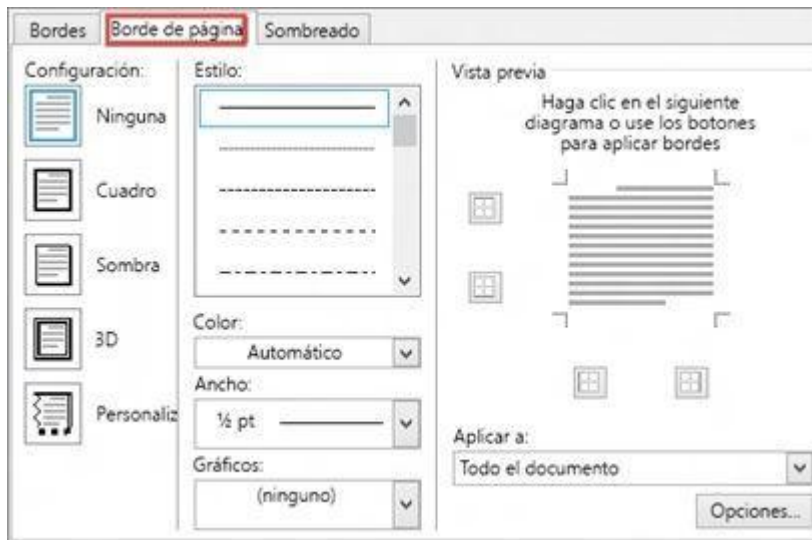 Bordes Borde de página Sombreado
Configuración:
Ninguna
Cuadro
Sombra
3D
Personaliz
Estilo:
Color:
Automático
Ancho:
½ pt
Gráficos:
(ninguno)
Vista previa
Haga clic en el siguiente
diagrama o use los botones
para aplicar bordes
Aplicar a:
Todo el documento
Opciones...